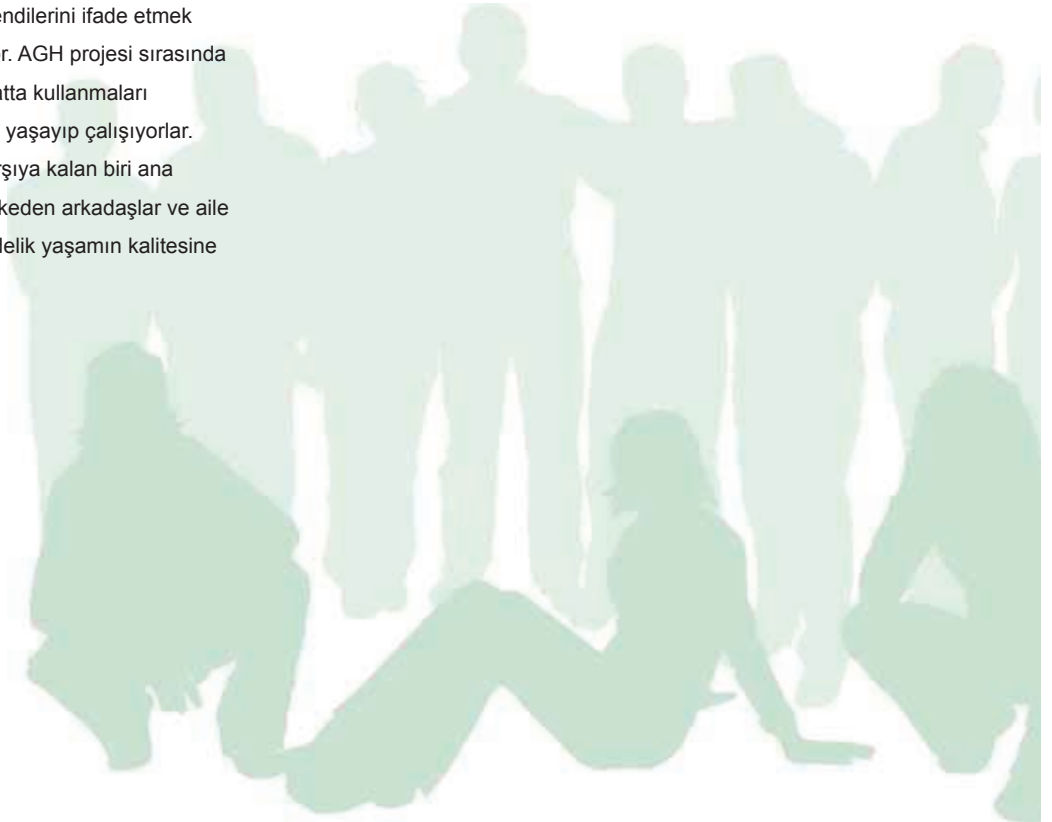 endilerini ifade etmek
or. AGH projesi sırasında
atta kullanmaları
yaşayıp çalışıyorlar.
rşıya kalan biri ana
keden arkadaşlar ve aile
delik yaşamın kalitesine